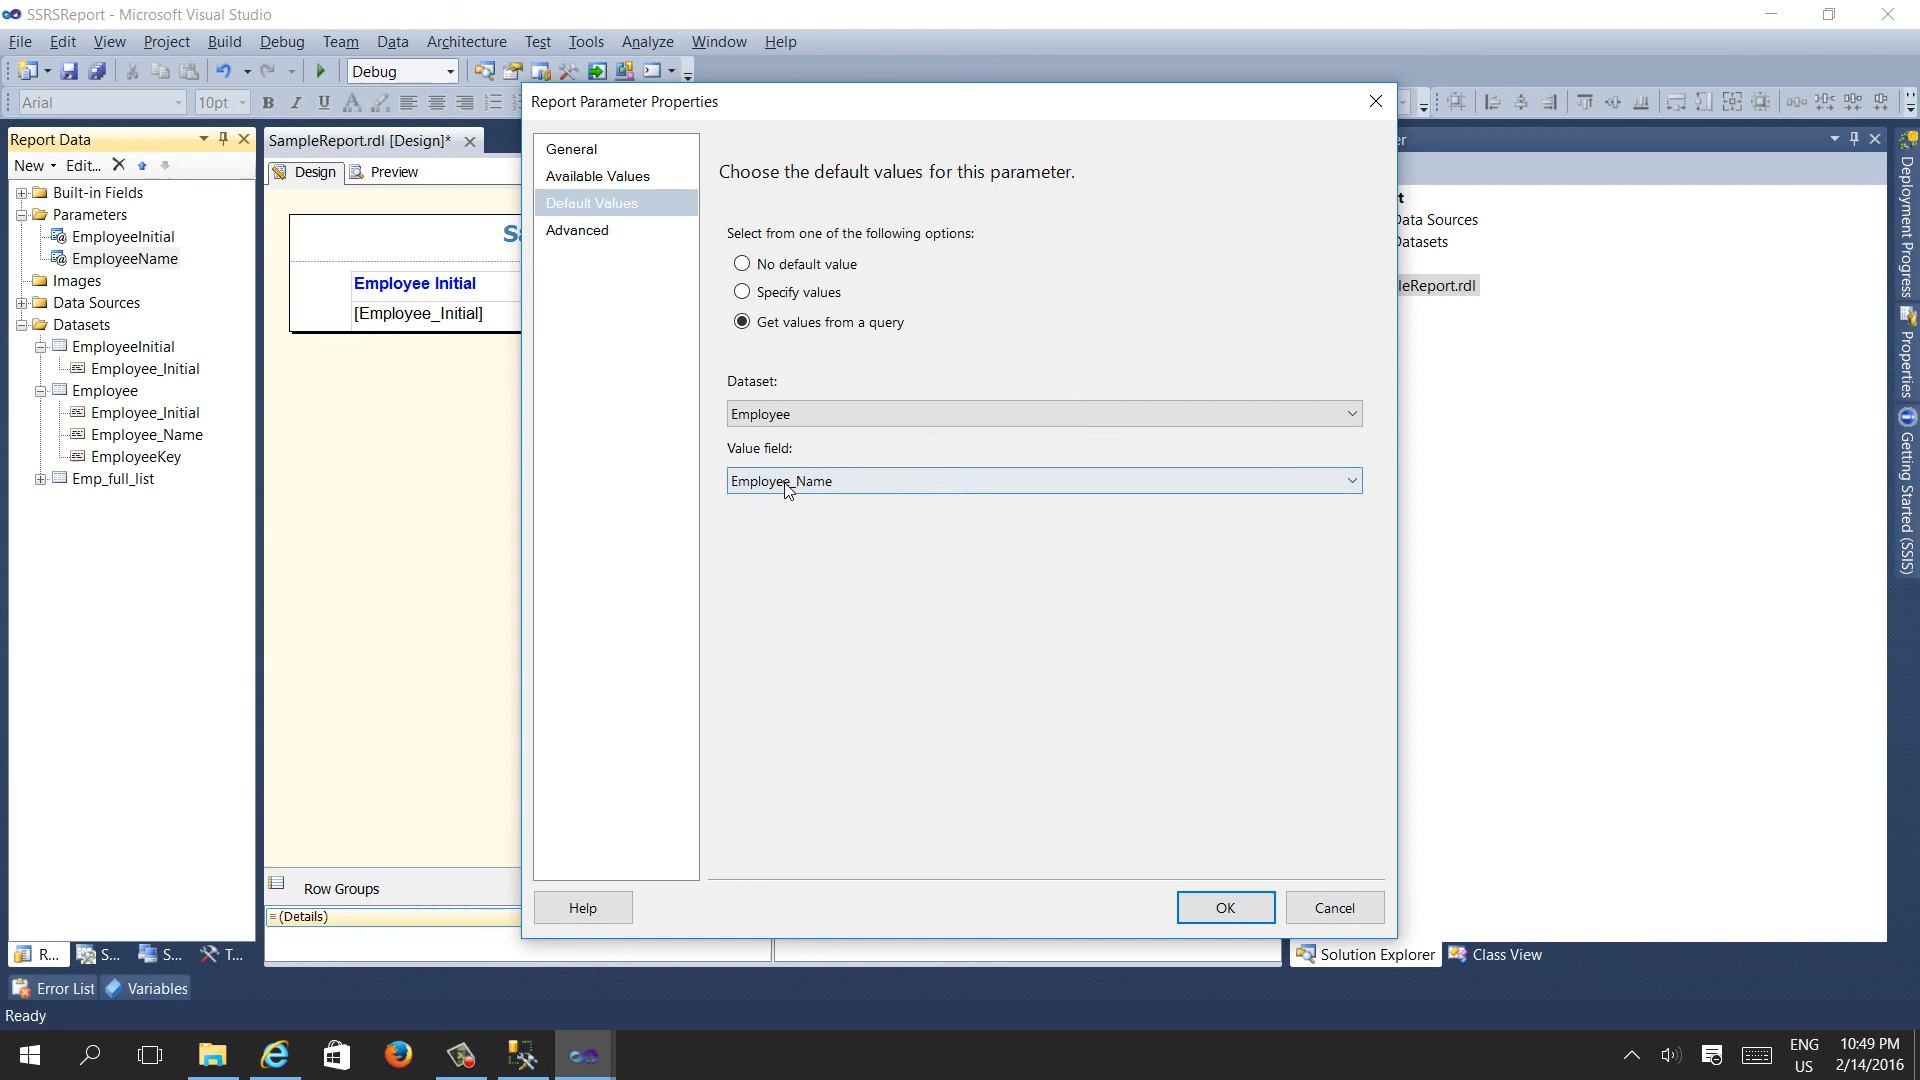 SSRSReport - Microsoft Visual Studio
File Edit View Project Build Debug Team Data Architecture Test Tools Analyze Window Help
Debug
Arial 10pt
Report Data
New Edit...
Built-in Fields
Parameters
EmployeeInitial
EmployeeName
Images
Data Sources
Datasets
EmployeeInitial
Employee_Initial
Employee
Employee_Initial
Employee_Name
EmployeeKey
Emp_full_list
SampleReport.rdl [Design]*
Design Preview
Sa
Employee Initial
[Employee_Initial]
Row Groups
(Details)
Report Parameter Properties
General
Available Values
Default Values
Advanced
Choose the default values for this parameter.
Select from one of the following options:
No default value
Specify values
Get values from a query
Dataset:
Employee
Value field:
Employee_Name
Help OK Cancel
er
t
Data Sources
Datasets
leReport.rdl
Deployment Progress
Properties
Getting Started (SSIS)
R... S... S... T...
Solution Explorer Class View
Error List Variables
Ready
ENG
US
10:49 PM
2/14/2016